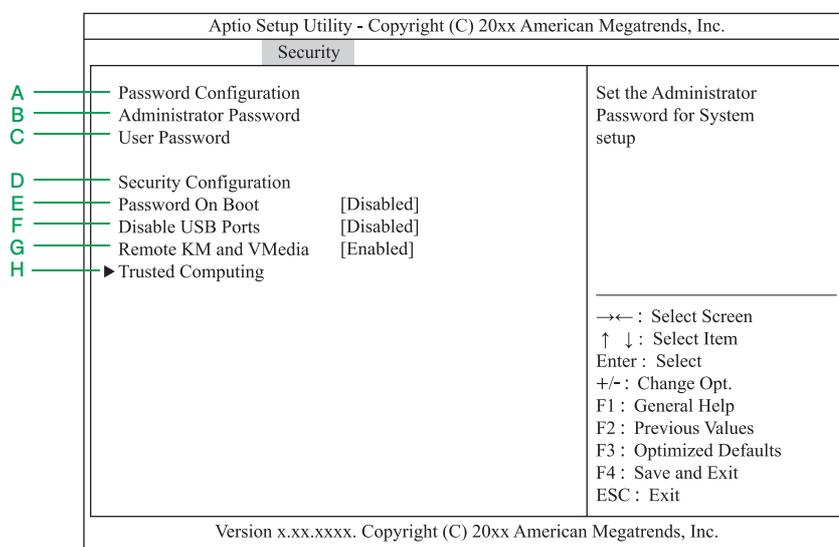 Aptio Setup Utility - Copyright (C) 20xx American Megatrends, Inc.
Security
A Password Configuration
B Administrator Password
C User Password
D Security Configuration
E Password On Boot [Disabled]
F Disable USB Ports [Disabled]
G Remote KM and VMedia [Enabled]
H ▶ Trusted Computing
Set the Administrator
Password for System
setup
→← : Select Screen
↑ ↓ : Select Item
Enter : Select
+/- : Change Opt.
F1 : General Help
F2 : Previous Values
F3 : Optimized Defaults
F4 : Save and Exit
ESC : Exit
Version x.xx.xxxx. Copyright (C) 20xx American Megatrends, Inc.